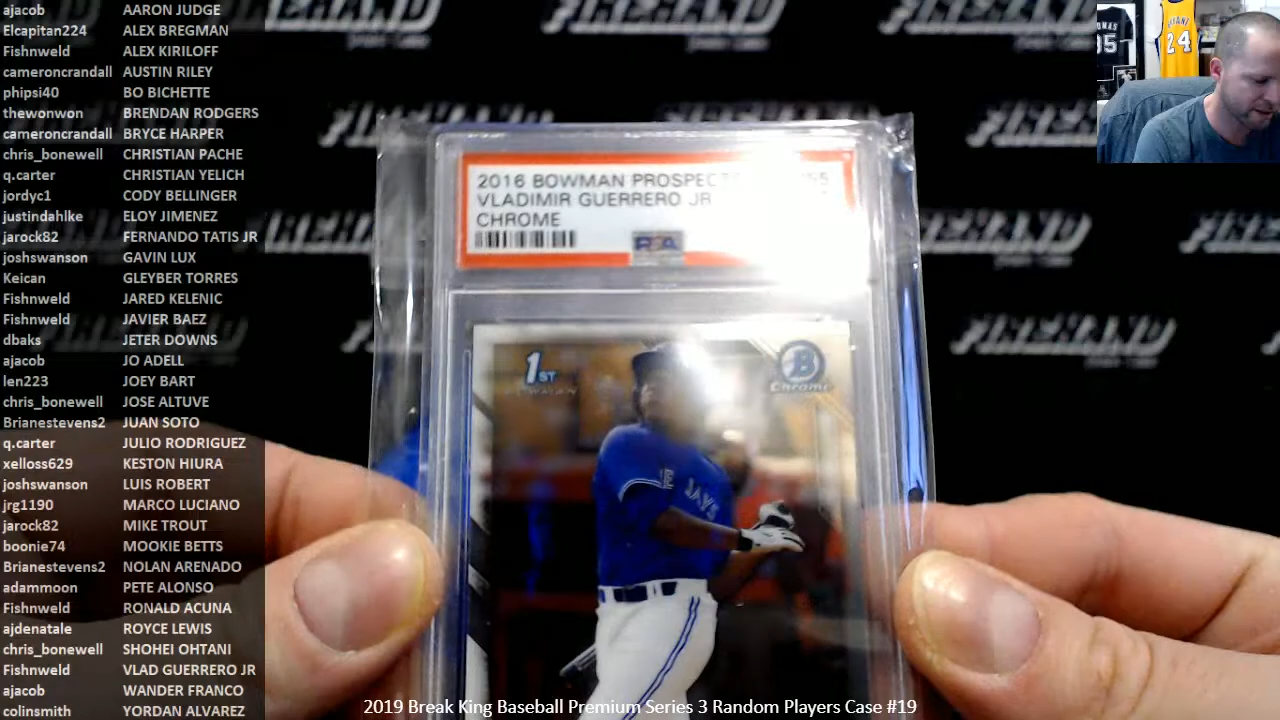 ajacob AARON JUDGE
Elcapitan224 ALEX BREGMAN
Fishnweld ALEX KIRILOFF
cameroncrandall AUSTIN RILEY
phipsi40 BO BICHETTE
thewonwon BRENDAN RODGERS
cameroncrandall BRYCE HARPER
chris_bonewell CHRISTIAN PACHE
q.carter CHRISTIAN YELICH
jordyc1 CODY BELLINGER
justindahlke ELOY JIMENEZ
jarock82 FERNANDO TATIS JR
joshswanson GAVIN LUX
Keican GLEYBER TORRES
Fishnweld JARED KELENIC
Fishnweld JAVIER BAEZ
dbaks JETER DOWNS
ajacob JO ADELL
len223 JOEY BART
chris_bonewell JOSE ALTUVE
Brianestevens2 JUAN SOTO
q.carter JULIO RODRIGUEZ
xelloss629 KESTON HIURA
joshswanson LUIS ROBERT
jrg1190 MARCO LUCIANO
jarock82 MIKE TROUT
boonie74 MOOKIE BETTS
Brianestevens2 NOLAN ARENADO
adammoon PETE ALONSO
Fishnweld RONALD ACUNA
ajdenatale ROYCE LEWIS
chris_bonewell SHOHEI OHTANI
Fishnweld VLAD GUERRERO JR
ajacob WANDER FRANCO
colinsmith YORDAN ALVAREZ
2016 BOWMAN
VLADIMIR GUERRERO JR
CHROME
PSA
1ST
BOWMAN
B
Chrome
JAYS
24
FIREHAND
2019 Break King Baseball Premium Series 3 Random Players Case #19